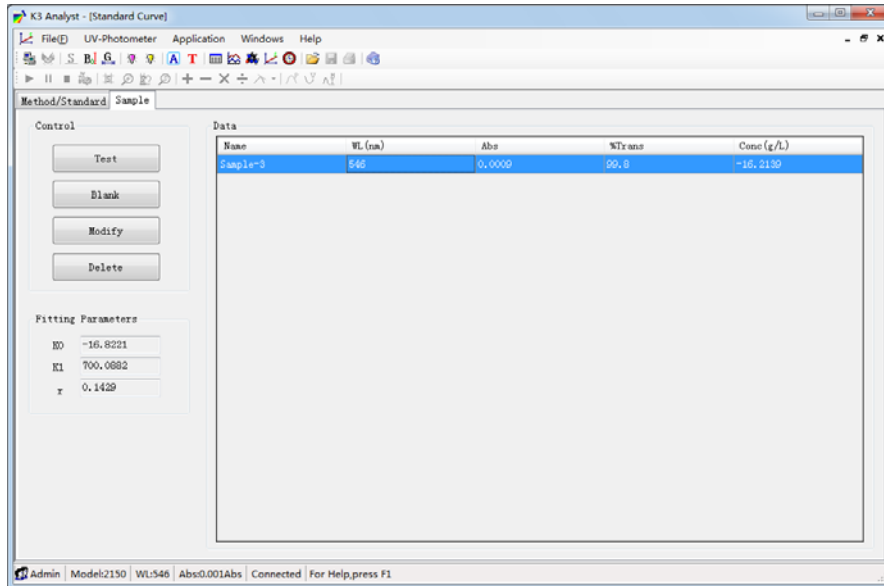 K3 Analyst - [Standard Curve]
File(F) UV-Photometer Application Windows Help
S B G A T
Method/Standard Sample
Control
Test
Blank
Modify
Delete
Fitting Parameters
K0 -16.8221
K1 700.0882
r 0.1429
Data
Name WL(nm) Abs %Trans Conc(g/L)
Sample-3 546 0.0009 99.8 -16.2139
Admin Model:2150 WL:546 Abs:0.001Abs Connected For Help,press F1